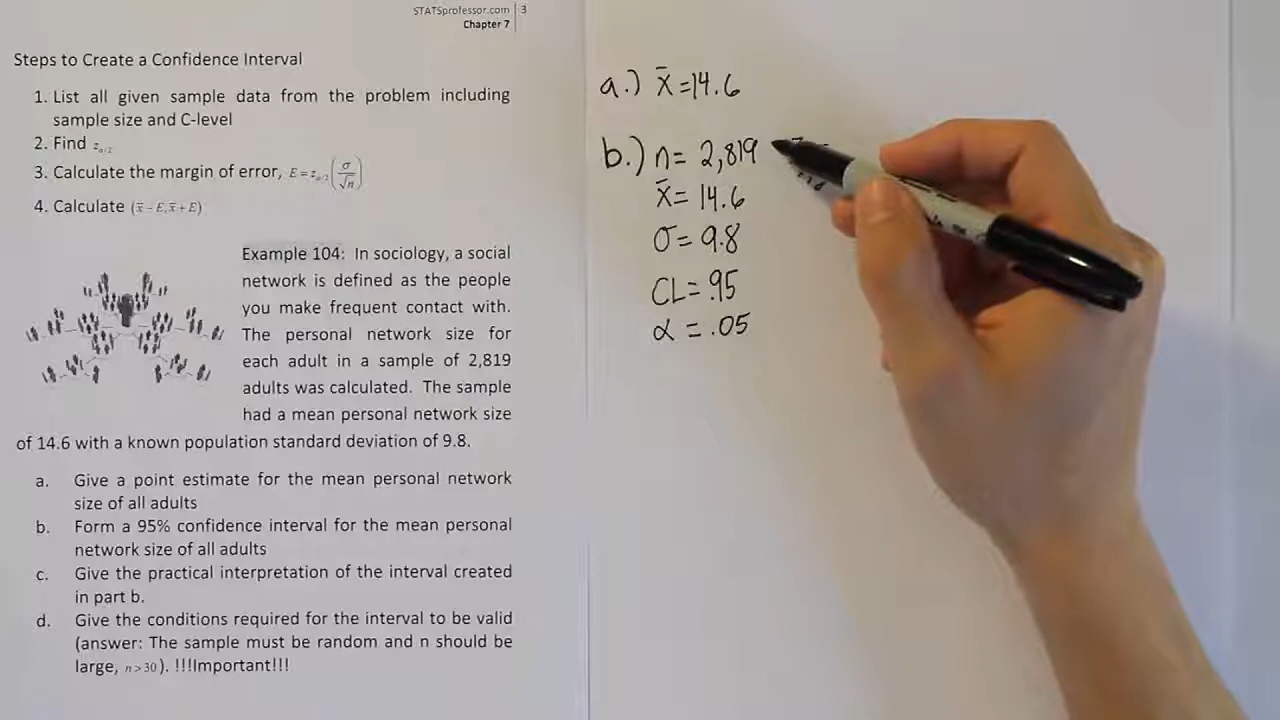 STATSprofessor.com 3
Chapter 7
Steps to Create a Confidence Interval
1. List all given sample data from the problem including
sample size and C-level
2. Find z_{α/2}
3. Calculate the margin of error, E = z_{α/2}(σ/√n)
4. Calculate (x̄ − E, x̄ + E)
Example 104: In sociology, a social
network is defined as the people
you make frequent contact with.
The personal network size for
each adult in a sample of 2,819
adults was calculated. The sample
had a mean personal network size
of 14.6 with a known population standard deviation of 9.8.
a. Give a point estimate for the mean personal network
size of all adults
b. Form a 95% confidence interval for the mean personal
network size of all adults
c. Give the practical interpretation of the interval created
in part b.
d. Give the conditions required for the interval to be valid
(answer: The sample must be random and n should be
large, n > 30). !!!Important!!!
a.) x̄ = 14.6
b.) n = 2,819
x̄ = 14.6
σ = 9.8
CL = .95
α = .05